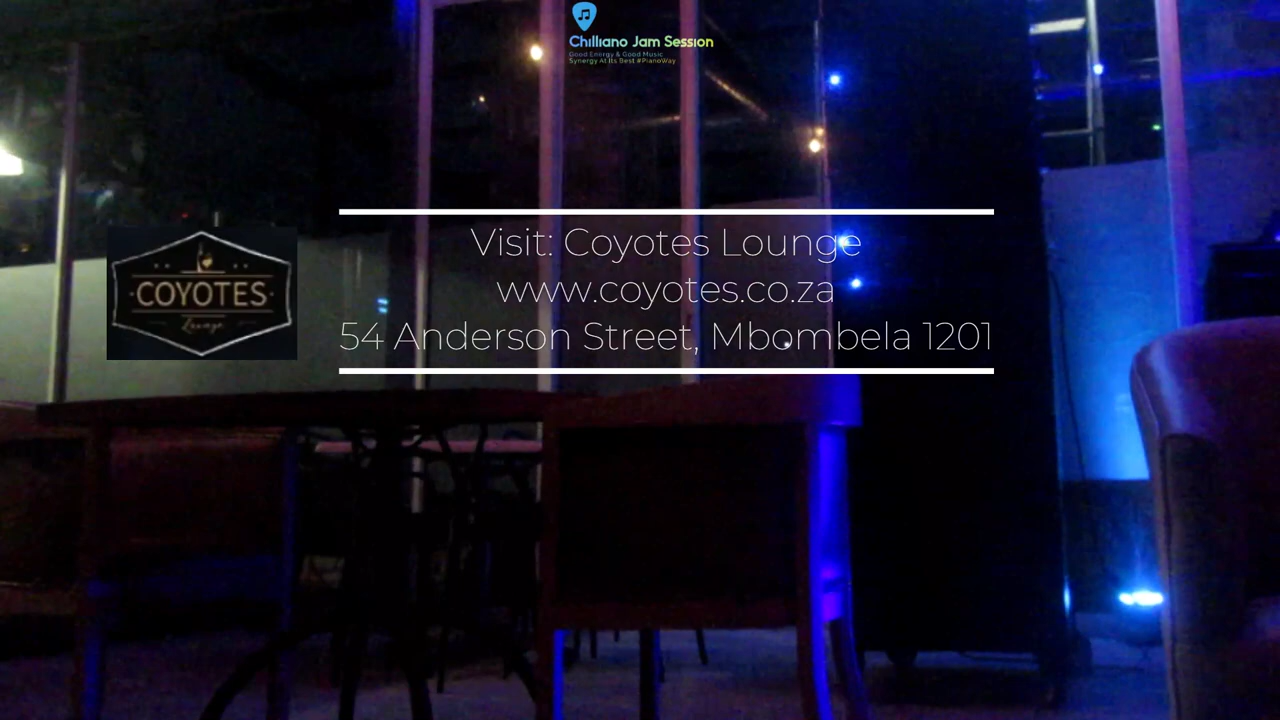 Chilliano Jam Session
Good Energy & Good Music
Synergy At Its Best #PianoWay
Visit: Coyotes Lounge
www.coyotes.co.za
54 Anderson Street, Mbombela 1201
COYOTES
Lounge